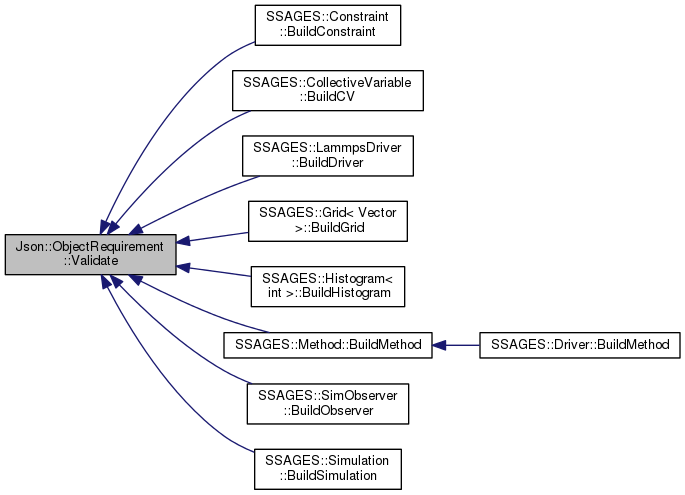 SSAGES::Constraint
::BuildConstraint
SSAGES::CollectiveVariable
::BuildCV
SSAGES::LammpsDriver
::BuildDriver
SSAGES::Grid< Vector
>::BuildGrid
Json::ObjectRequirement
::Validate
SSAGES::Histogram<
int >::BuildHistogram
SSAGES::Method::BuildMethod
SSAGES::Driver::BuildMethod
SSAGES::SimObserver
::BuildObserver
SSAGES::Simulation
::BuildSimulation